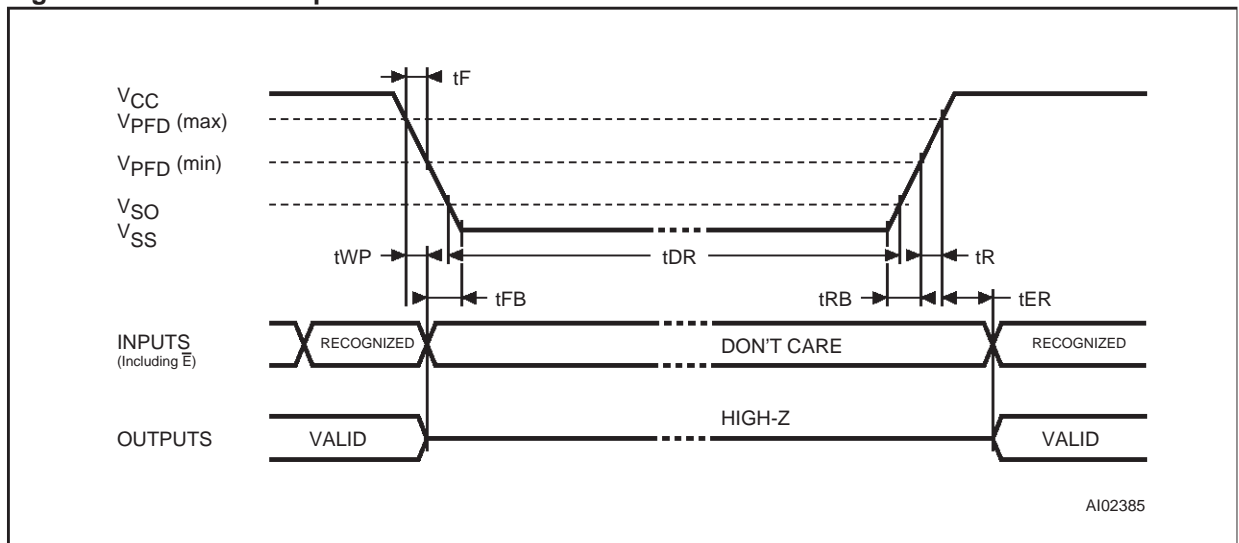 tF
VCC
VPFD (max)
VPFD (min)
VSO
VSS
tWP
tDR
tR
tFB
tRB
tER
INPUTS
(Including E̅)
RECOGNIZED
DON'T CARE
RECOGNIZED
HIGH-Z
OUTPUTS
VALID
VALID
AI02385